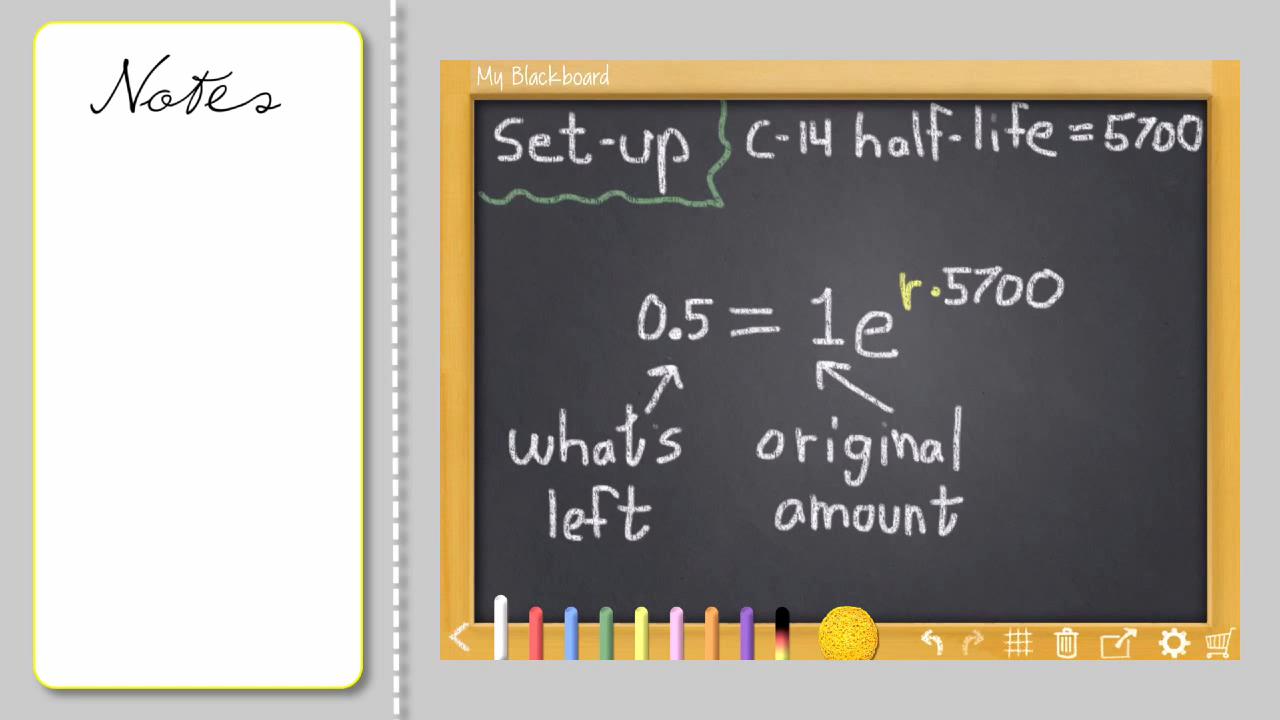 Notes
My Blackboard
Set-up
C-14 half-life = 5700
0.5 = 1e^r·5700
what's left
original amount